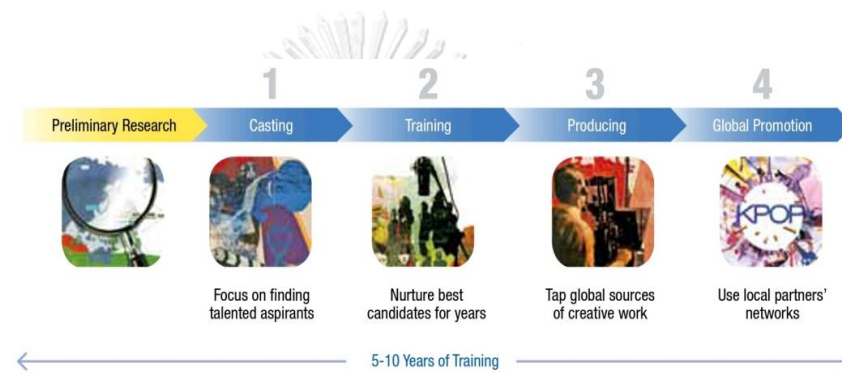 1
2
3
4
Preliminary Research
Casting
Training
Producing
Global Promotion
KPOP
Focus on finding
talented aspirants
Nurture best
candidates for years
Tap global sources
of creative work
Use local partners'
networks
5-10 Years of Training